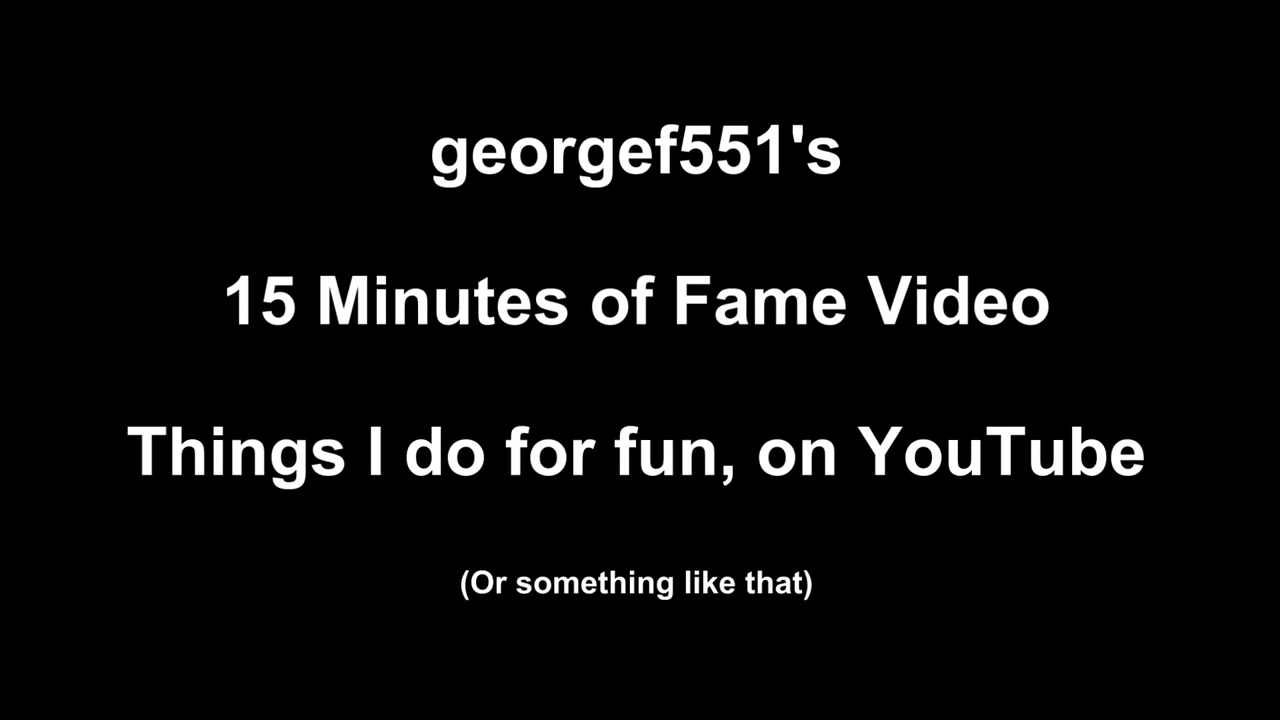 georgef551's
15 Minutes of Fame Video
Things I do for fun, on YouTube
(Or something like that)